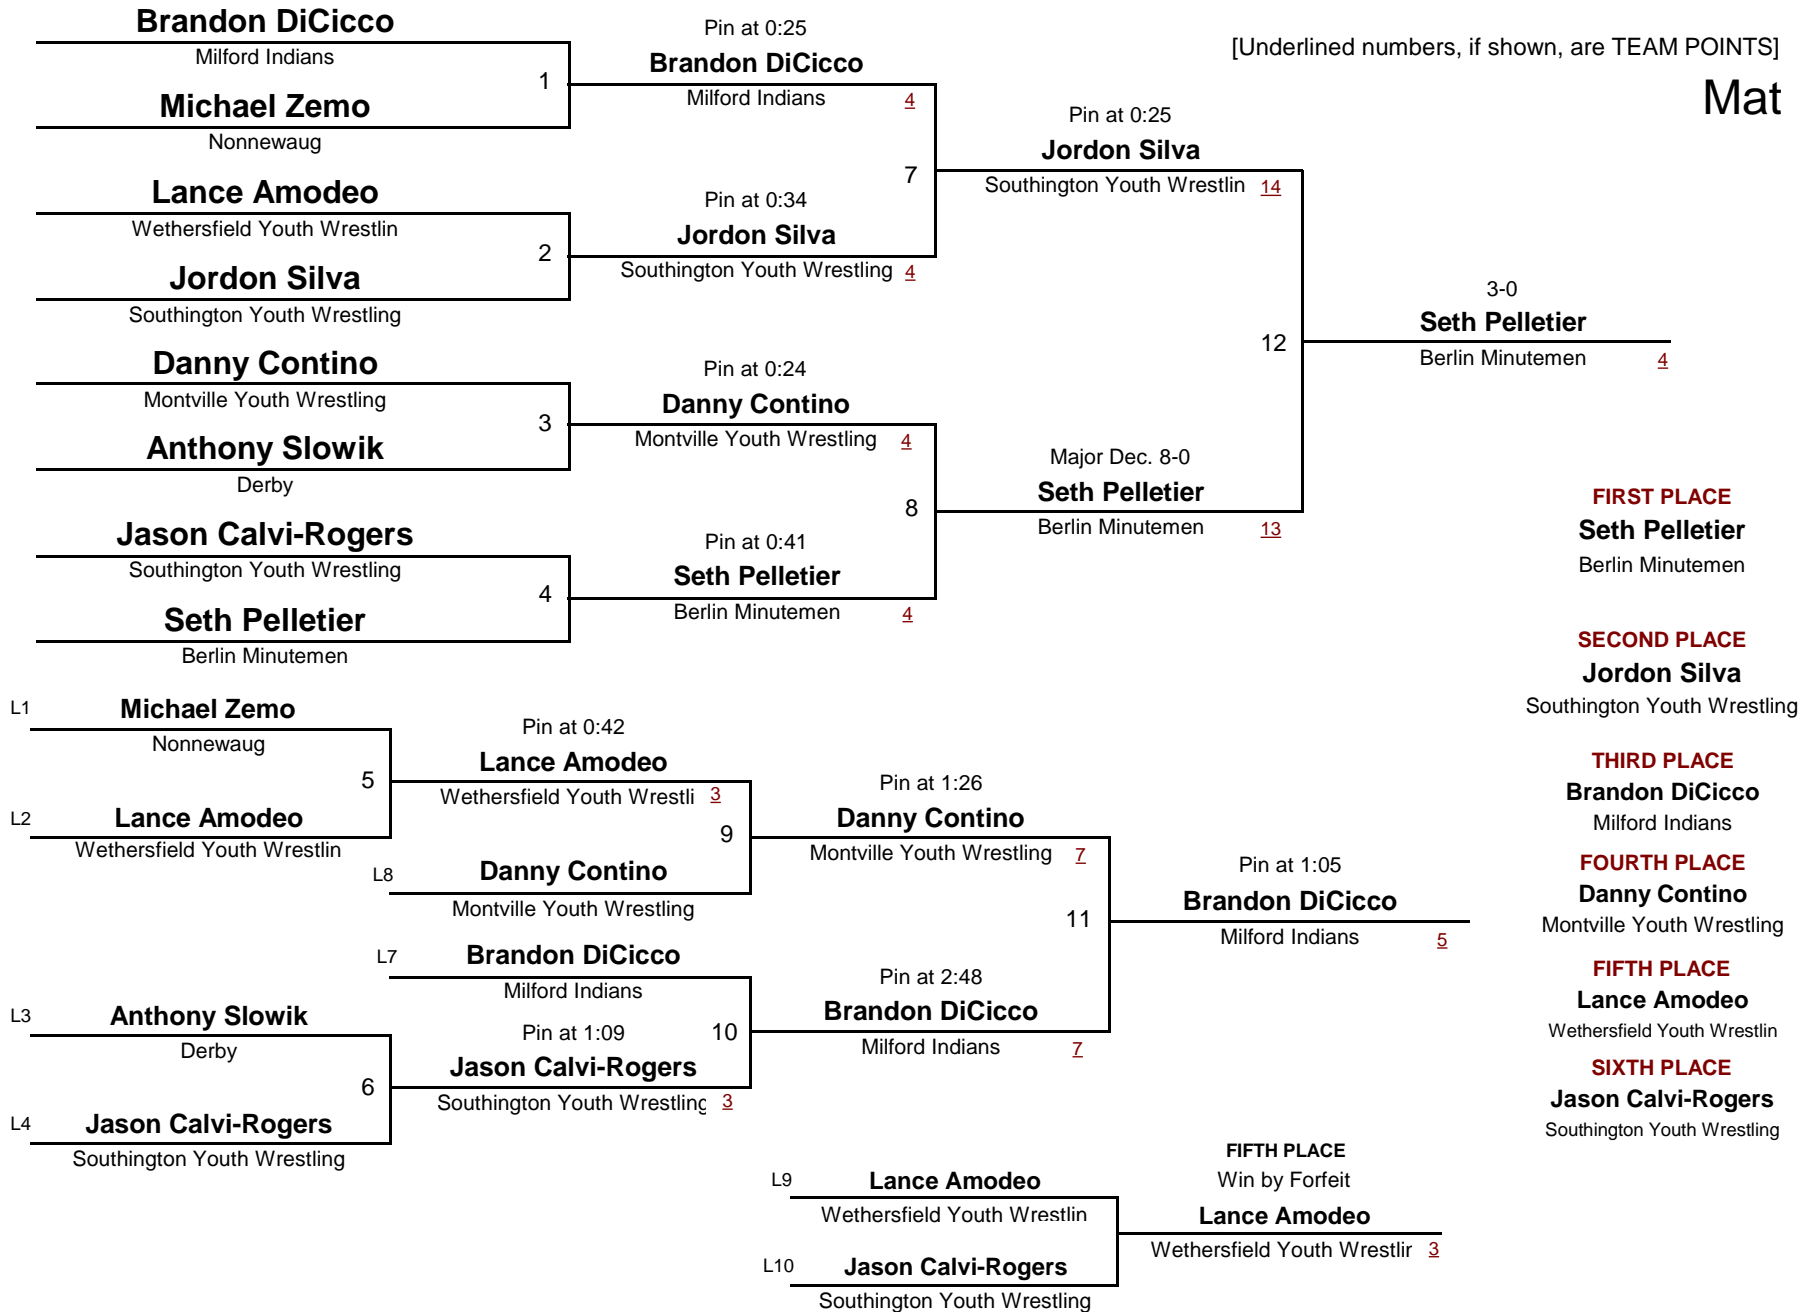 Brandon DiCicco
Milford Indians
1
Michael Zemo
Nonnewaug
Lance Amodeo
Wethersfield Youth Wrestlin
2
Jordon Silva
Southington Youth Wrestling
Danny Contino
Montville Youth Wrestling
3
Anthony Slowik
Derby
Jason Calvi-Rogers
Southington Youth Wrestling
4
Seth Pelletier
Berlin Minutemen
Pin at 0:25
Brandon DiCicco
Milford Indians 4
7
Pin at 0:34
Jordon Silva
Southington Youth Wrestling 4
Pin at 0:24
Danny Contino
Montville Youth Wrestling 4
8
Pin at 0:41
Seth Pelletier
Berlin Minutemen 4
Pin at 0:25
Jordon Silva
Southington Youth Wrestlin 14
12
Major Dec. 8-0
Seth Pelletier
Berlin Minutemen 13
[Underlined numbers, if shown, are TEAM POINTS]
Mat
3-0
Seth Pelletier
Berlin Minutemen 4
L1 Michael Zemo
Nonnewaug
5
L2 Lance Amodeo
Wethersfield Youth Wrestlin
L3 Anthony Slowik
Derby
6
L4 Jason Calvi-Rogers
Southington Youth Wrestling
Pin at 0:42
Lance Amodeo
Wethersfield Youth Wrestli 3
9
L8 Danny Contino
Montville Youth Wrestling
L7 Brandon DiCicco
Milford Indians
10
Pin at 1:09
Jason Calvi-Rogers
Southington Youth Wrestling 3
Pin at 1:26
Danny Contino
Montville Youth Wrestling 7
11
Pin at 2:48
Brandon DiCicco
Milford Indians 7
Pin at 1:05
Brandon DiCicco
Milford Indians 5
L9 Lance Amodeo
Wethersfield Youth Wrestlin
L10 Jason Calvi-Rogers
Southington Youth Wrestling
FIFTH PLACE
Win by Forfeit
Lance Amodeo
Wethersfield Youth Wrestlir 3
FIRST PLACE
Seth Pelletier
Berlin Minutemen
SECOND PLACE
Jordon Silva
Southington Youth Wrestling
THIRD PLACE
Brandon DiCicco
Milford Indians
FOURTH PLACE
Danny Contino
Montville Youth Wrestling
FIFTH PLACE
Lance Amodeo
Wethersfield Youth Wrestlin
SIXTH PLACE
Jason Calvi-Rogers
Southington Youth Wrestling